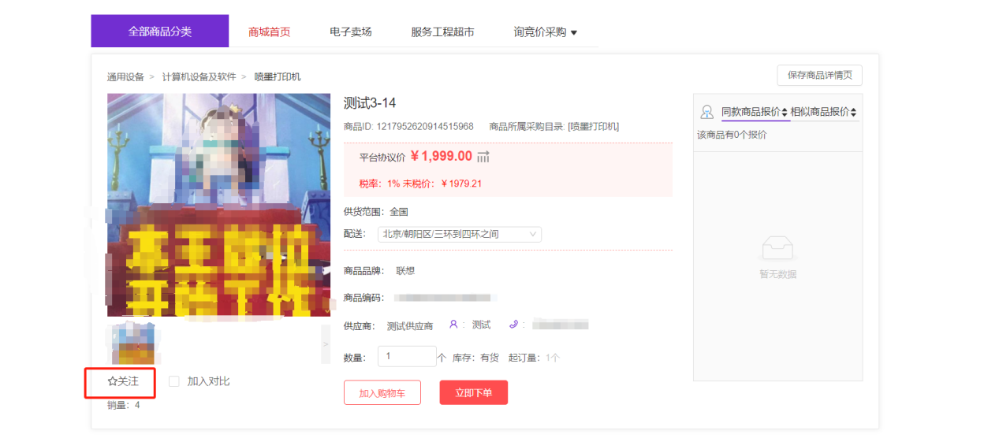 全部商品分类 商城首页 电子卖场 服务工程超市 询竞价采购
通用设备 > 计算机设备及软件 > 喷墨打印机 保存商品详情页
测试3-14
商品ID: 1217952620914515968 商品所属采购目录: [喷墨打印机]
同款商品报价 相似商品报价
该商品有0个报价
平台协议价 ¥1,999.00
税率：1% 未税价：¥1979.21
供货范围：全国
配送： 北京/朝阳区/三环到四环之间
暂无数据
商品品牌： 联想
商品编码：
供应商： 测试供应商 : 测试 :
>
数量： 1 个 库存：有货 起订量：1个
☆关注 加入对比
加入购物车 立即下单
销量：4